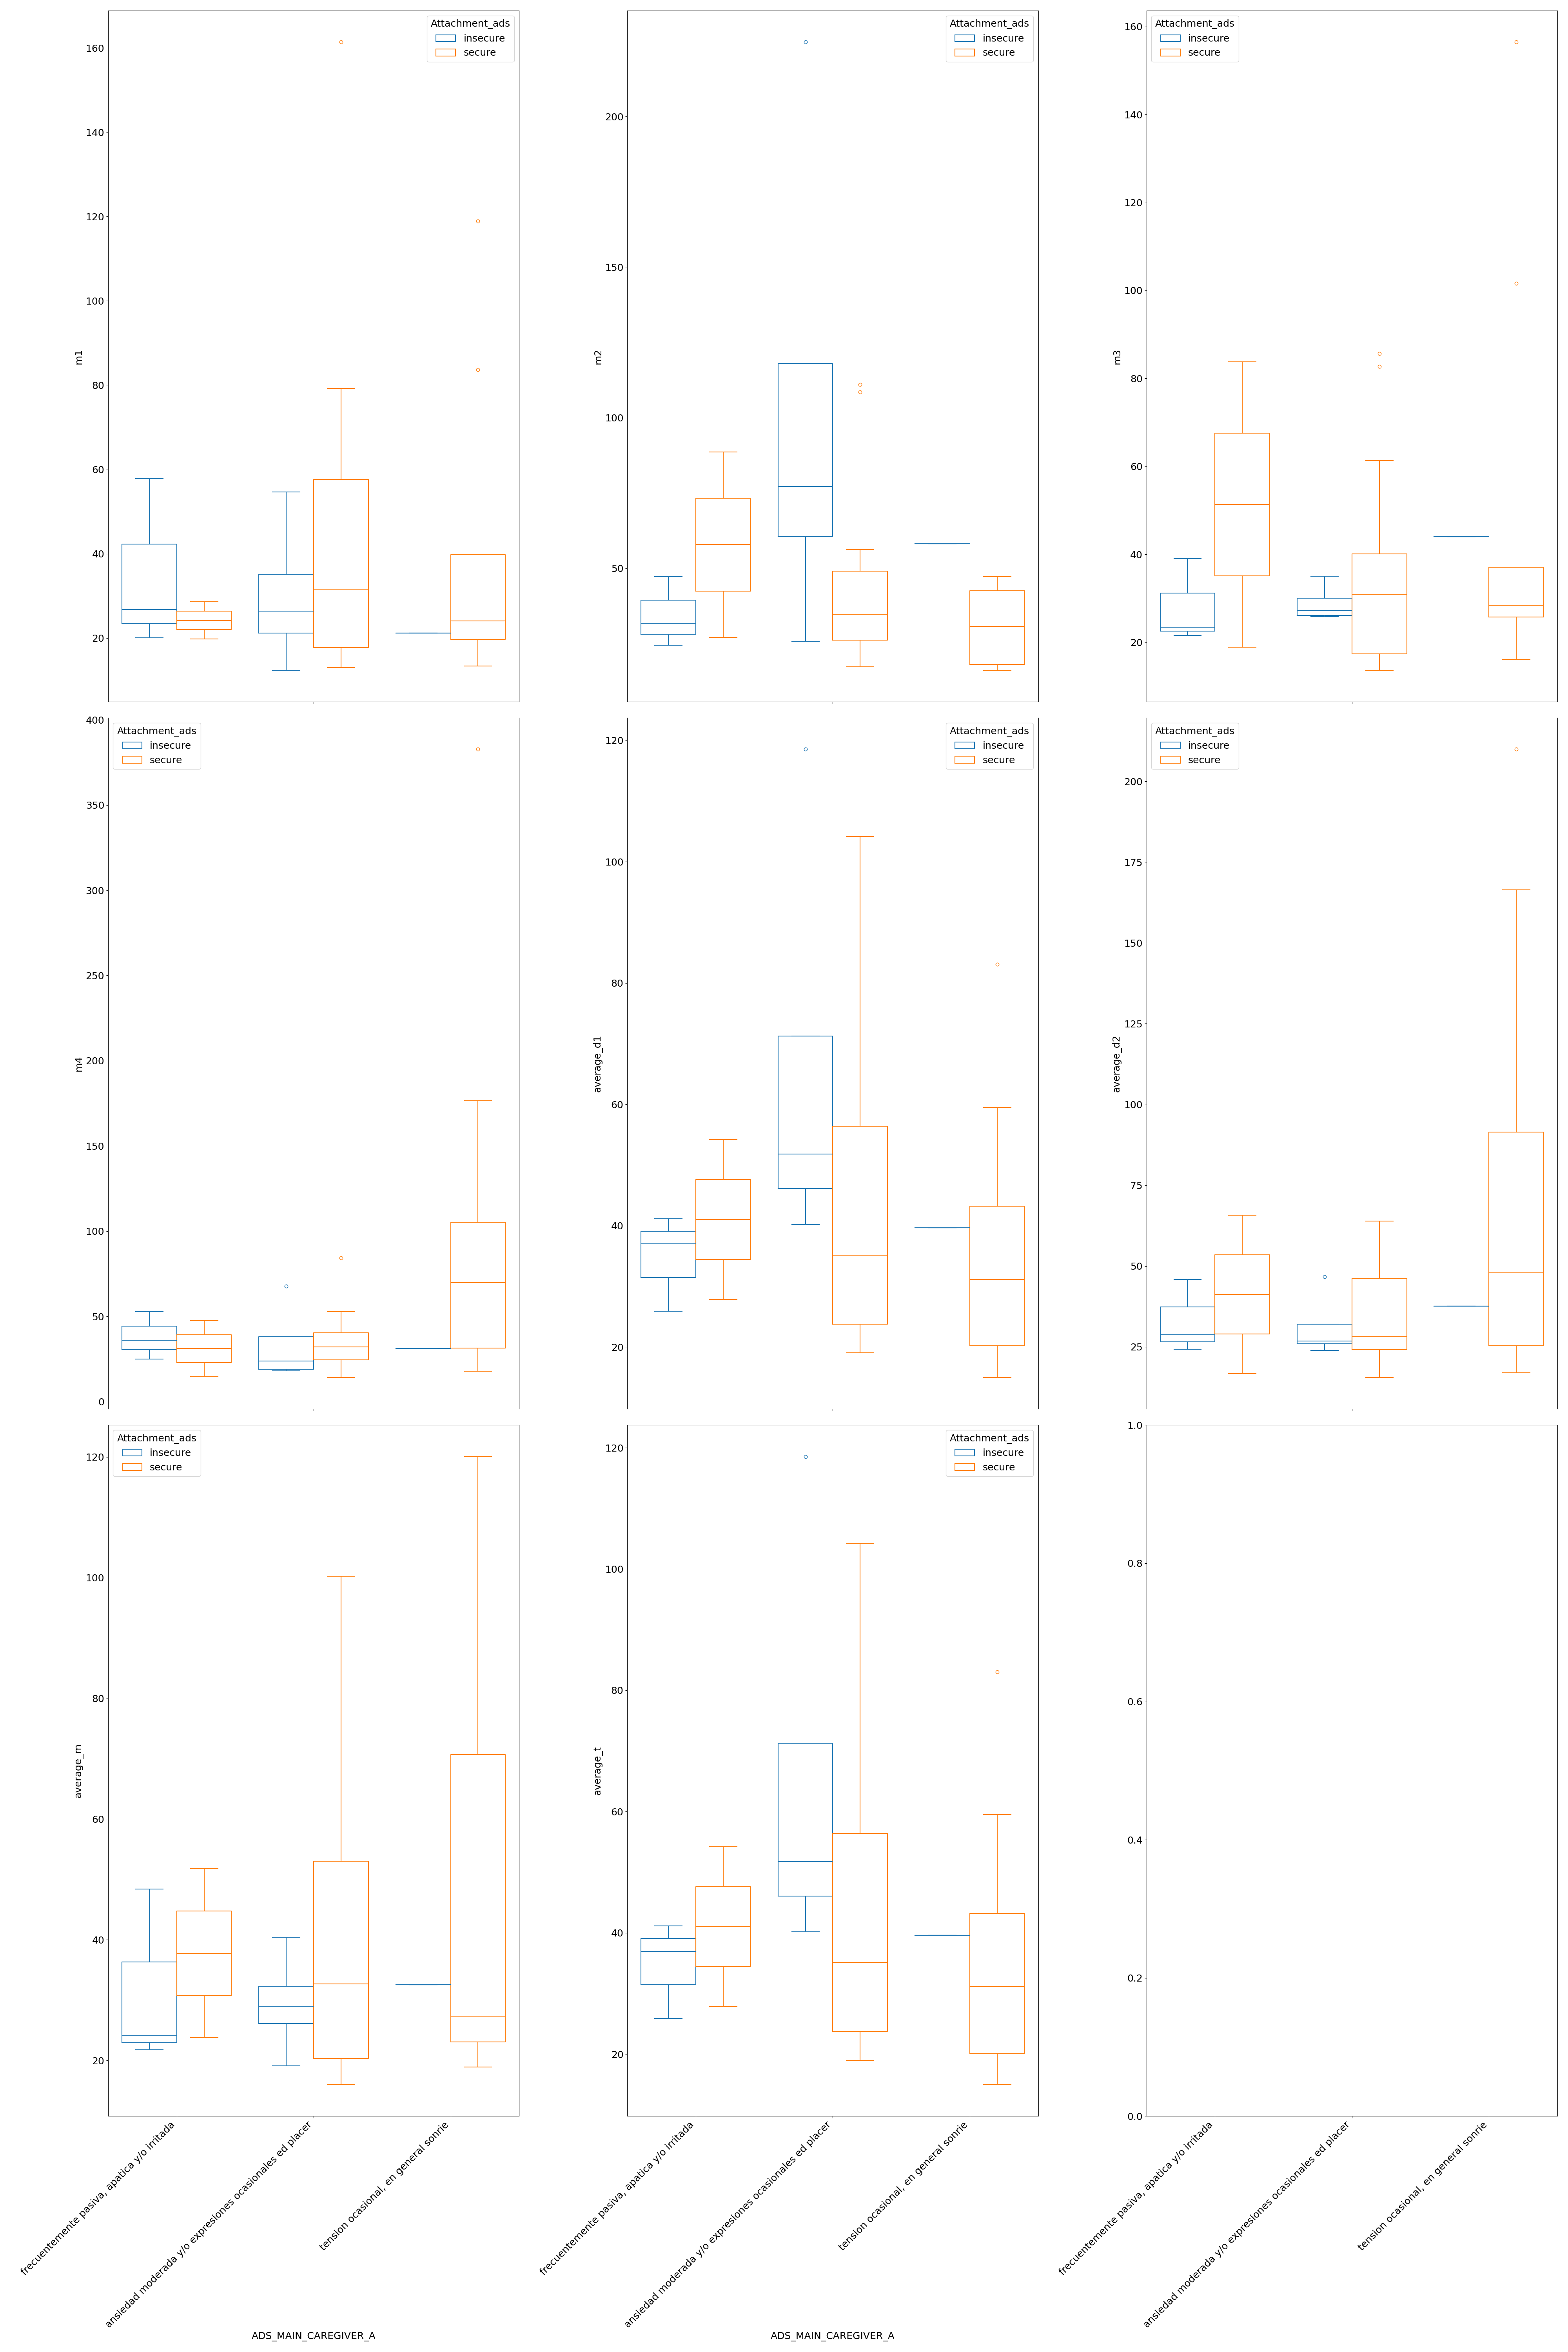 Attachment_ads
insecure
secure
160
140
120
100
80
60
40
20
m1
Attachment_ads
insecure
secure
200
150
100
50
m2
Attachment_ads
insecure
secure
160
140
120
100
80
60
40
20
m3
Attachment_ads
insecure
secure
400
350
300
250
200
150
100
50
0
m4
Attachment_ads
insecure
secure
120
100
80
60
40
20
average_d1
Attachment_ads
insecure
secure
200
175
150
125
100
75
50
25
average_d2
Attachment_ads
insecure
secure
120
100
80
60
40
20
average_m
frecuentemente pasiva, apatica y/o irritada
ansiedad moderada y/o expresiones ocasionales ed placer
tension ocasional, en general sonrie
ADS_MAIN_CAREGIVER_A
Attachment_ads
insecure
secure
120
100
80
60
40
20
average_t
frecuentemente pasiva, apatica y/o irritada
ansiedad moderada y/o expresiones ocasionales ed placer
tension ocasional, en general sonrie
ADS_MAIN_CAREGIVER_A
1.0
0.8
0.6
0.4
0.2
0.0
frecuentemente pasiva, apatica y/o irritada
ansiedad moderada y/o expresiones ocasionales ed placer
tension ocasional, en general sonrie